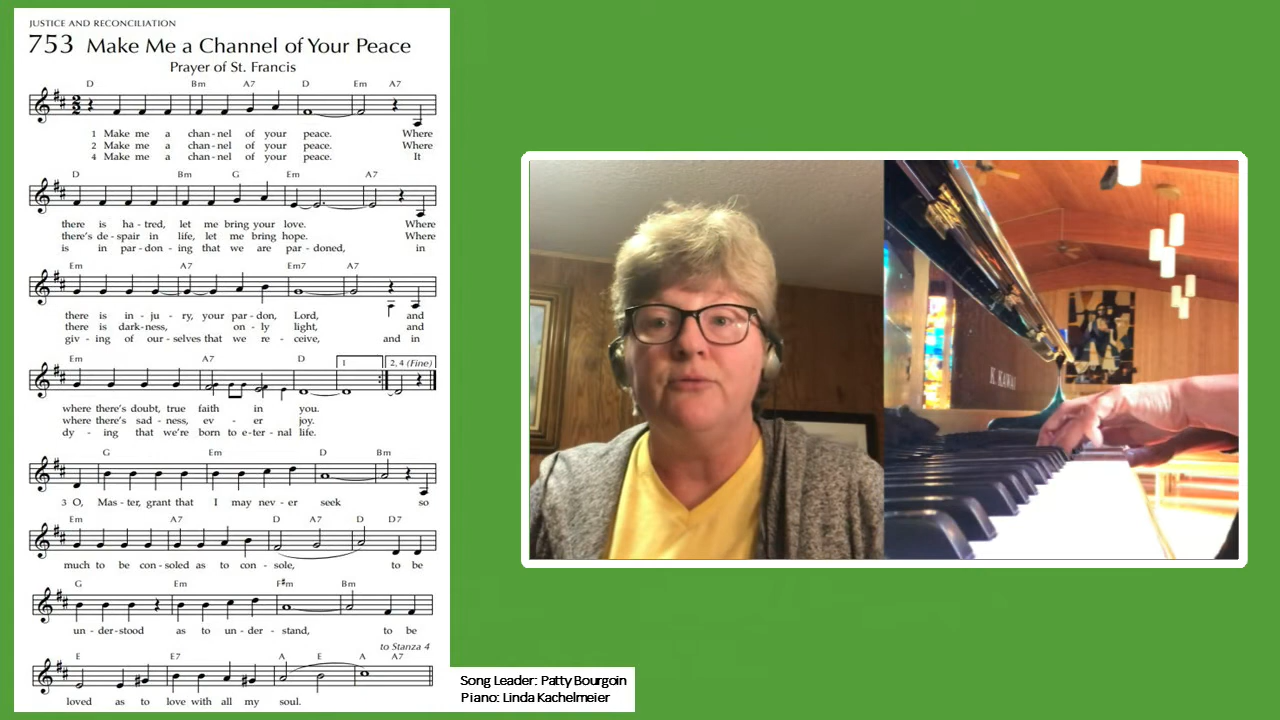 JUSTICE AND RECONCILIATION
753 Make Me a Channel of Your Peace
Prayer of St. Francis
D Bm A7 D Em A7
1 Make me a chan - nel of your peace. Where
2 Make me a chan - nel of your peace. Where
4 Make me a chan - nel of your peace. It
D Bm G Em A7
there is ha - tred, let me bring your love. Where
there's de - spair in life, let me bring hope. Where
is in par - don - ing that we are par - doned, in
Em A7 Em7 A7
there is in - ju - ry, your par - don, Lord, and
there is dark - ness, on - ly light, and
giv - ing of our - selves that we re - ceive, and in
Em A7 D 1 2, 4 (Fine)
where there's doubt, true faith in you.
where there's sad - ness, ev - er joy.
dy - ing that we're born to e - ter - nal life.
G Em D Bm
3 O, Mas - ter, grant that I may nev - er seek so
Em A7 D A7 D D7
much to be con - soled as to con - sole, to be
G Em F#m Bm
un - der - stood as to un - der - stand, to be
to Stanza 4
E E7 A E A A7
loved as to love with all my soul.
K. KAWAI
Song Leader: Patty Bourgoin
Piano: Linda Kachelmeier